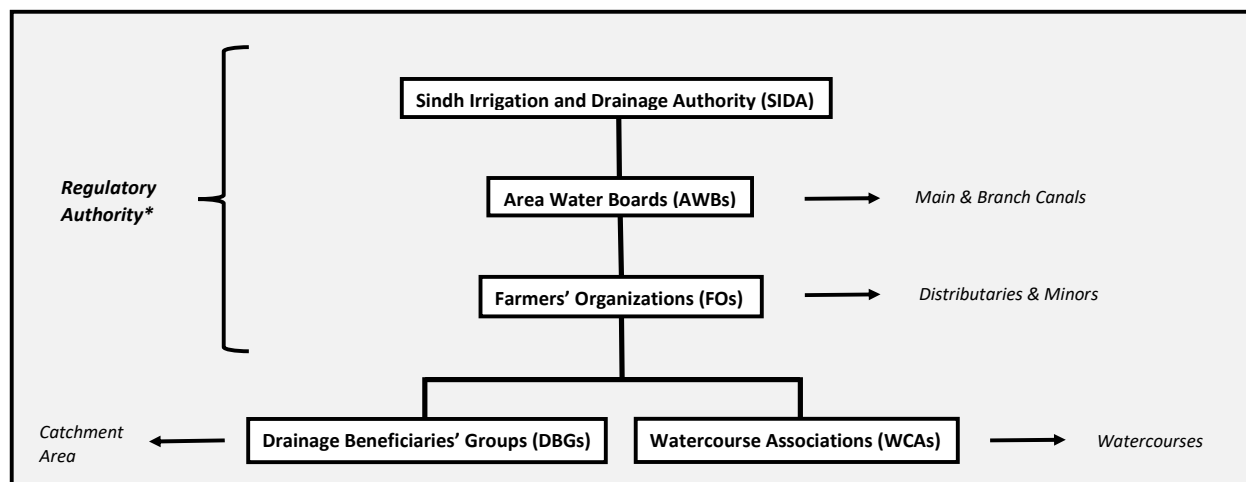 Sindh Irrigation and Drainage Authority (SIDA)
Regulatory
Authority*
Area Water Boards (AWBs)
Main & Branch Canals
Farmers’ Organizations (FOs)
Distributaries & Minors
Catchment
Area
Drainage Beneficiaries’ Groups (DBGs)
Watercourse Associations (WCAs)
Watercourses